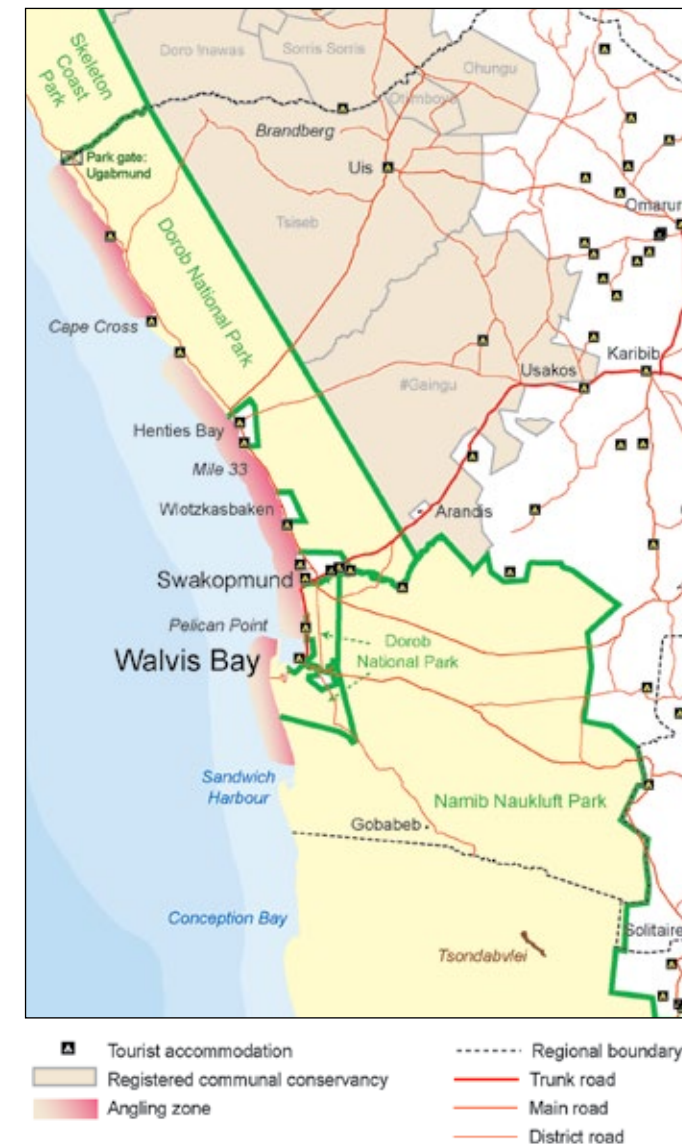 Skeleton
Coast
Park
Doro !nawas
Sorris Sorris
Ohungu
Otjimboyo
Brandberg
Park gate:
Ugabmund
Uis
Omarur
Tsiseb
Dorob National Park
Cape Cross
Usakos
Karibib
#Gaingu
Henties Bay
Mile 33
Wlotzkasbaken
Arandis
Swakopmund
Pelican Point
Dorob
National Park
Walvis Bay
Sandwich
Harbour
Namib Naukluft Park
Gobabeb
Conception Bay
Solitaire
Tsondabvlei
Tourist accommodation
Registered communal conservancy
Angling zone
Regional boundary
Trunk road
Main road
District road